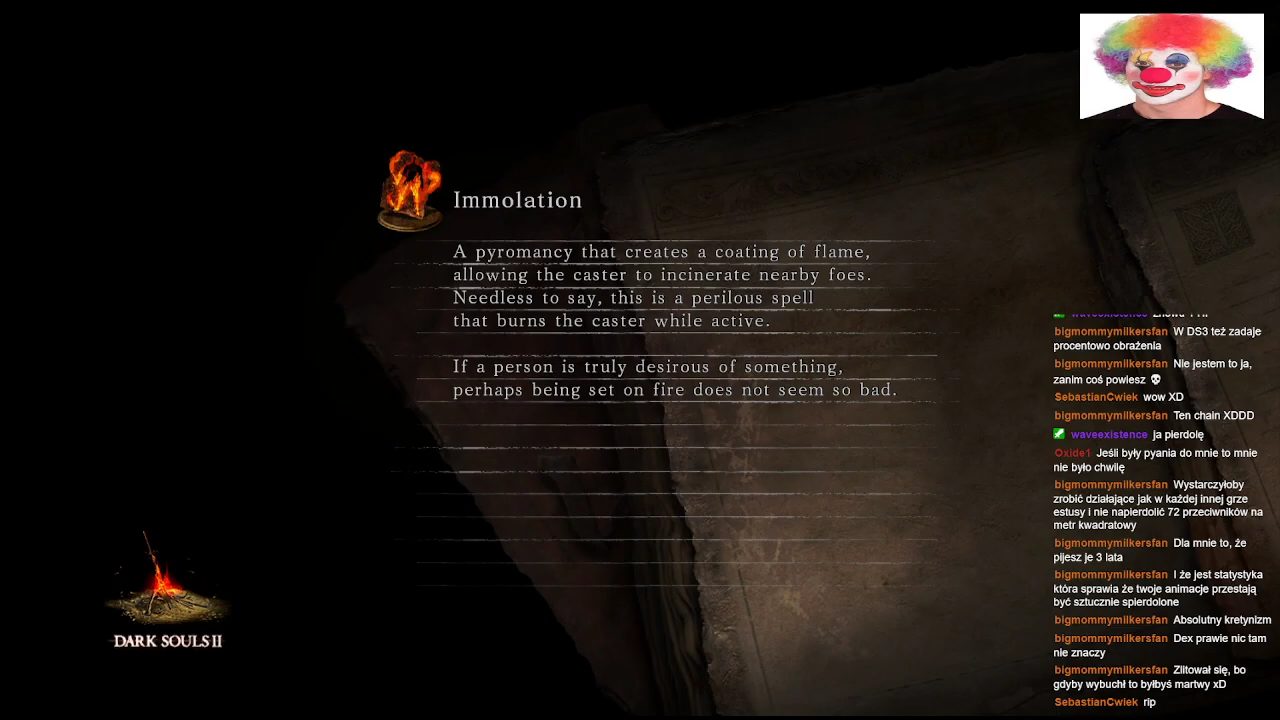 Immolation
A pyromancy that creates a coating of flame,
allowing the caster to incinerate nearby foes.
Needless to say, this is a perilous spell
that burns the caster while active.
If a person is truly desirous of something,
perhaps being set on fire does not seem so bad.
DARK SOULS II
waveexistence
bigmommymilkersfan W DS3 też zadaje
procentowo obrażenia
bigmommymilkersfan Nie jestem to ja,
zanim coś powiesz 💀
SebastianCwiek wow XD
bigmommymilkersfan Ten chain XDDD
waveexistence ja pierdolę
Oxide1 Jeśli były pyania do mnie to mnie
nie było chwilę
bigmommymilkersfan Wystarczyłoby
zrobić działające jak w każdej innej grze
estusy i nie napierdolić 72 przeciwników na
metr kwadratowy
bigmommymilkersfan Dla mnie to, że
pijesz je 3 lata
bigmommymilkersfan I że jest statystyka
która sprawia że twoje animacje przestają
być sztucznie spierdolone
bigmommymilkersfan Absolutny kretynizm
bigmommymilkersfan Dex prawie nic tam
nie znaczy
bigmommymilkersfan Zlitował się, bo
gdyby wybuchł to byłbyś martwy xD
SebastianCwiek rip